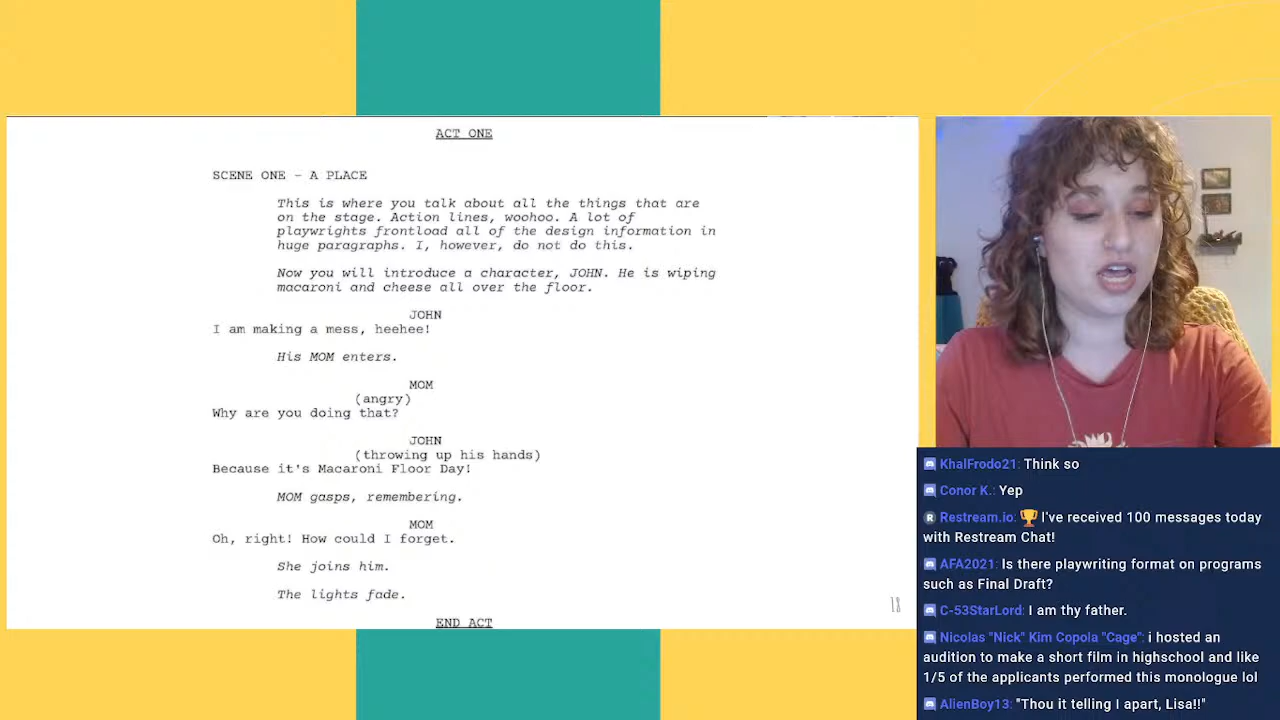 ACT ONE
SCENE ONE – A PLACE
This is where you talk about all the things that are
on the stage. Action lines, woohoo. A lot of
playwrights frontload all of the design information in
huge paragraphs. I, however, do not do this.
Now you will introduce a character, JOHN. He is wiping
macaroni and cheese all over the floor.
JOHN
I am making a mess, heehee!
His MOM enters.
MOM
(angry)
Why are you doing that?
JOHN
(throwing up his hands)
Because it's Macaroni Floor Day!
MOM gasps, remembering.
MOM
Oh, right! How could I forget.
She joins him.
The lights fade.
18
END ACT
KhalFrodo21: Think so
Conor K.: Yep
R Restream.io: 🏆 I've received 100 messages today
with Restream Chat!
AFA2021: Is there playwriting format on programs
such as Final Draft?
C-53StarLord: I am thy father.
Nicolas "Nick" Kim Copola "Cage": i hosted an
audition to make a short film in highschool and like
1/5 of the applicants performed this monologue lol
AlienBoy13: "Thou it telling I apart, Lisa!!"